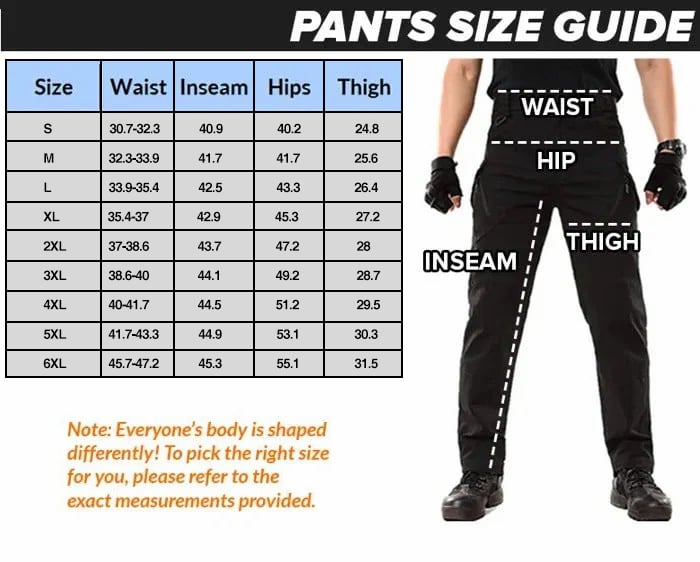 PANTS SIZE GUIDE
Size Waist Inseam Hips Thigh
S 30.7-32.3 40.9 40.2 24.8
M 32.3-33.9 41.7 41.7 25.6
L 33.9-35.4 42.5 43.3 26.4
XL 35.4-37 42.9 45.3 27.2
2XL 37-38.6 43.7 47.2 28
3XL 38.6-40 44.1 49.2 28.7
4XL 40-41.7 44.5 51.2 29.5
5XL 41.7-43.3 44.9 53.1 30.3
6XL 45.7-47.2 45.3 55.1 31.5
WAIST
HIP
THIGH
INSEAM
Note: Everyone's body is shaped
differently! To pick the right size
for you, please refer to the
exact measurements provided.